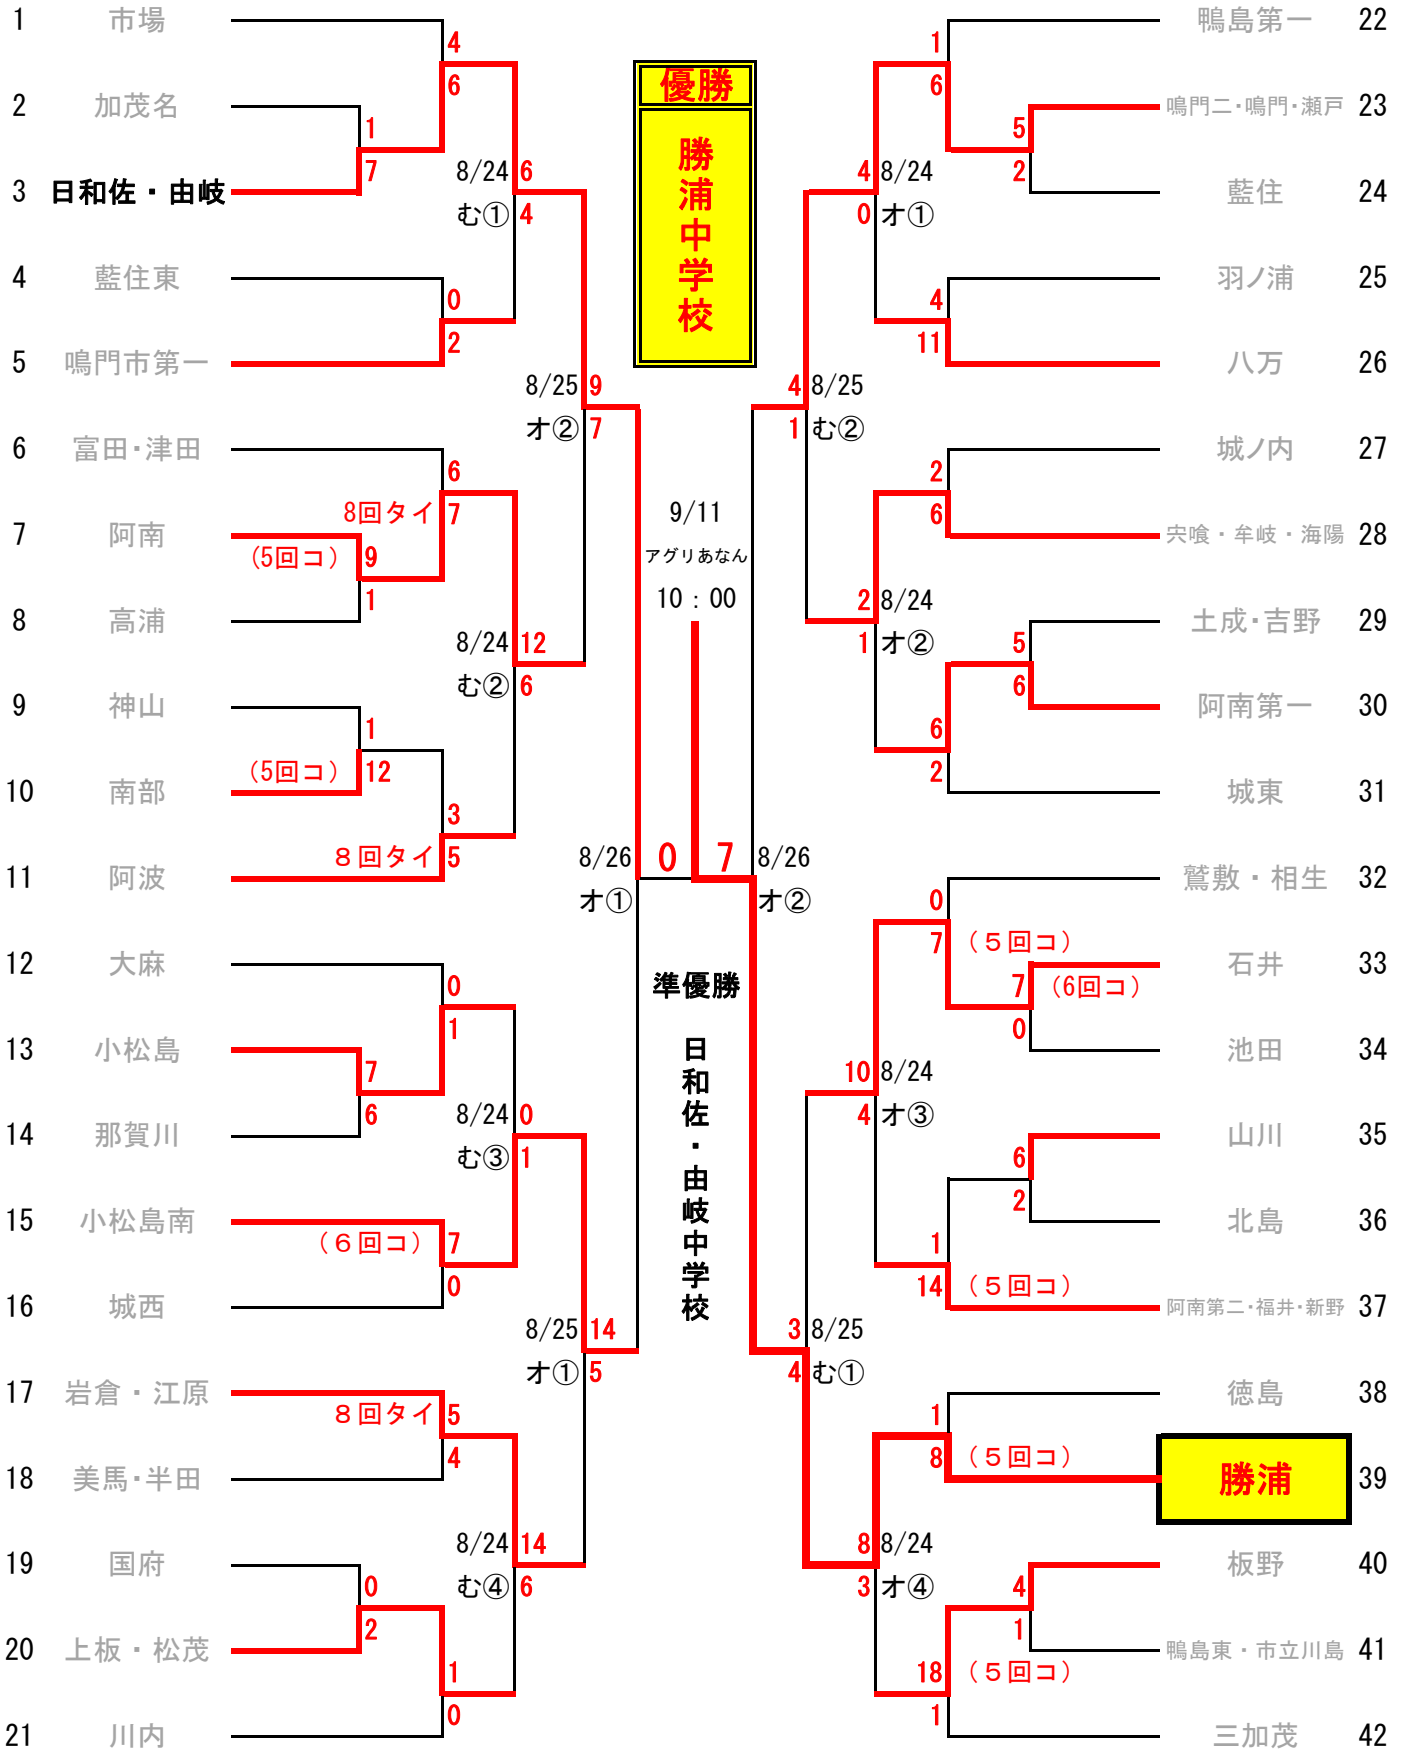 1 市場
2 加茂名
3 日和佐・由岐
4 藍住東
5 鳴門市第一
6 富田・津田
7 阿南
8 高浦
9 神山
10 南部
11 阿波
12 大麻
13 小松島
14 那賀川
15 小松島南
16 城西
17 岩倉・江原
18 美馬・半田
19 国府
20 上板・松茂
21 川内
4
6
1
7
8/24 6
む① 4
0
2
8/25 9
オ② 7
6
8回タイ 7
(5回コ) 9
1
8/24 12
む② 6
1
(5回コ) 12
3
8回タイ 5
8/26
オ①
0
1
7
6
8/24 0
む③ 1
(6回コ) 7
0
8/25 14
オ① 5
8回タイ 5
4
8/24 14
む④ 6
0
2
1
0
優勝
勝浦中学校
9/11
アグリあなん
10：00
0 7
準優勝
日和佐・由岐中学校
1
6
5
2
4 8/24
0 オ①
4
11
4 8/25
1 む②
2
6
2 8/24
1 オ②
5
6
6
2
8/26
オ②
0
7 (5回コ)
7 (6回コ)
0
10 8/24
4 オ③
6
2
1
14 (5回コ)
3 8/25
4 む①
1
8 (5回コ)
8 8/24
3 オ④
4
1
18 (5回コ)
1
鴨島第一 22
鳴門二・鳴門・瀬戸 23
藍住 24
羽ノ浦 25
八万 26
城ノ内 27
宍喰・牟岐・海陽 28
土成・吉野 29
阿南第一 30
城東 31
鷲敷・相生 32
石井 33
池田 34
山川 35
北島 36
阿南第二・福井・新野 37
徳島 38
勝浦 39
板野 40
鴨島東・市立川島 41
三加茂 42